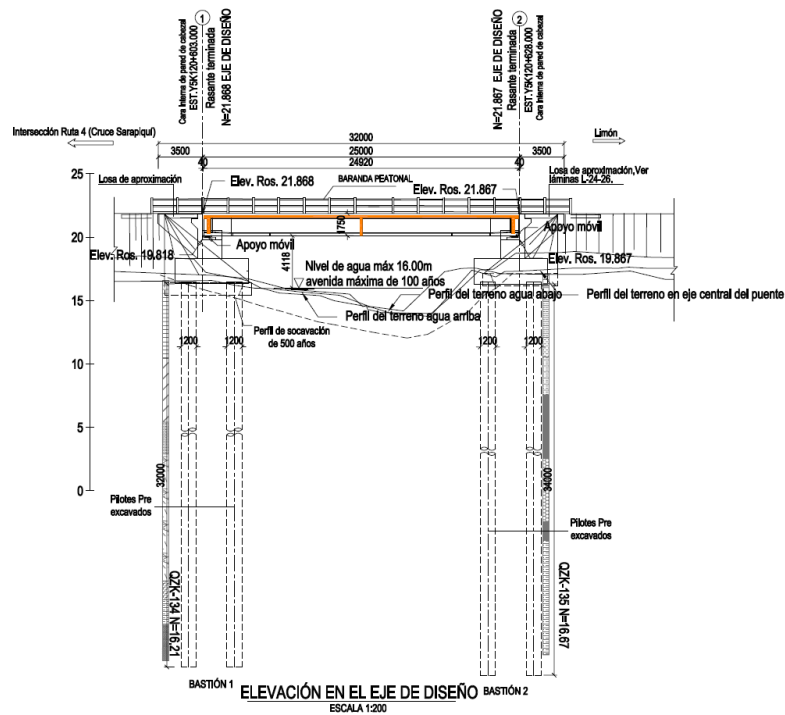 1
2
Cara interna de pared de cabezal
EST.Y5K120+603.000
Rasante terminada
N=21.868 EJE DE DISEÑO
N=21.867 EJE DE DISEÑO
Rasante terminada
EST.Y5K120+628.000
Cara interna de pared de cabezal
Intersección Ruta 4 (Cruce Sarapiquí)
Limón
32000
3500
25000
3500
40
24920
40
Losa de aproximación
Elev. Ros. 21.868
BARANDA PEATONAL
Elev. Ros. 21.867
Losa de aproximación,Ver
láminas L-24-26.
25
20
15
10
5
0
1750
Apoyo móvil
Apoyo móvil
Elev. Ros. 19.818
Elev. Ros. 19.867
4118
Nivel de agua máx 16.00m
avenida máxima de 100 años
Perfil del terreno agua abajo
Perfil del terreno en eje central del puente
Perfil del terreno agua arriba
Perfil de socavación
de 500 años
1200
1200
1200
1200
32000
34000
Pilotes Pre
excavados
Pilotes Pre
excavados
QZK-134 N=16.21
QZK-135 N=16.67
BASTIÓN 1
ELEVACIÓN EN EL EJE DE DISEÑO
BASTIÓN 2
ESCALA 1:200